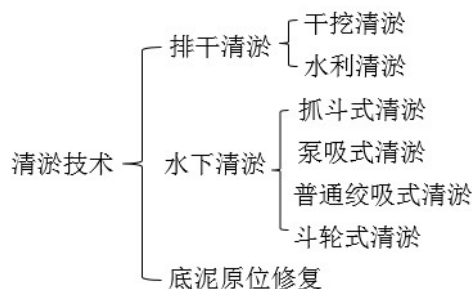 清淤技术
排干清淤
干挖清淤
水利清淤
水下清淤
抓斗式清淤
泵吸式清淤
普通绞吸式清淤
斗轮式清淤
底泥原位修复